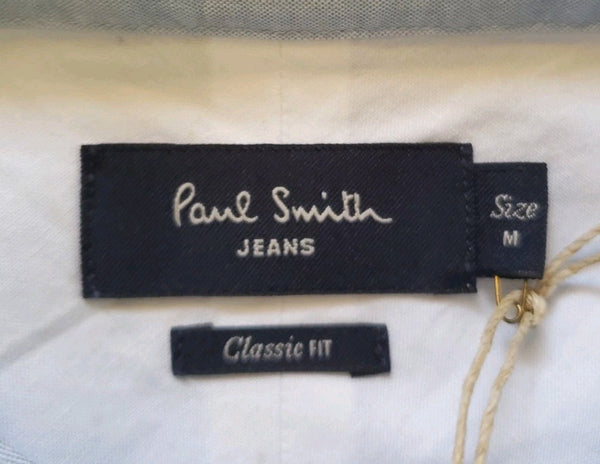 Paul Smith
JEANS
Size
M
Classic FIT